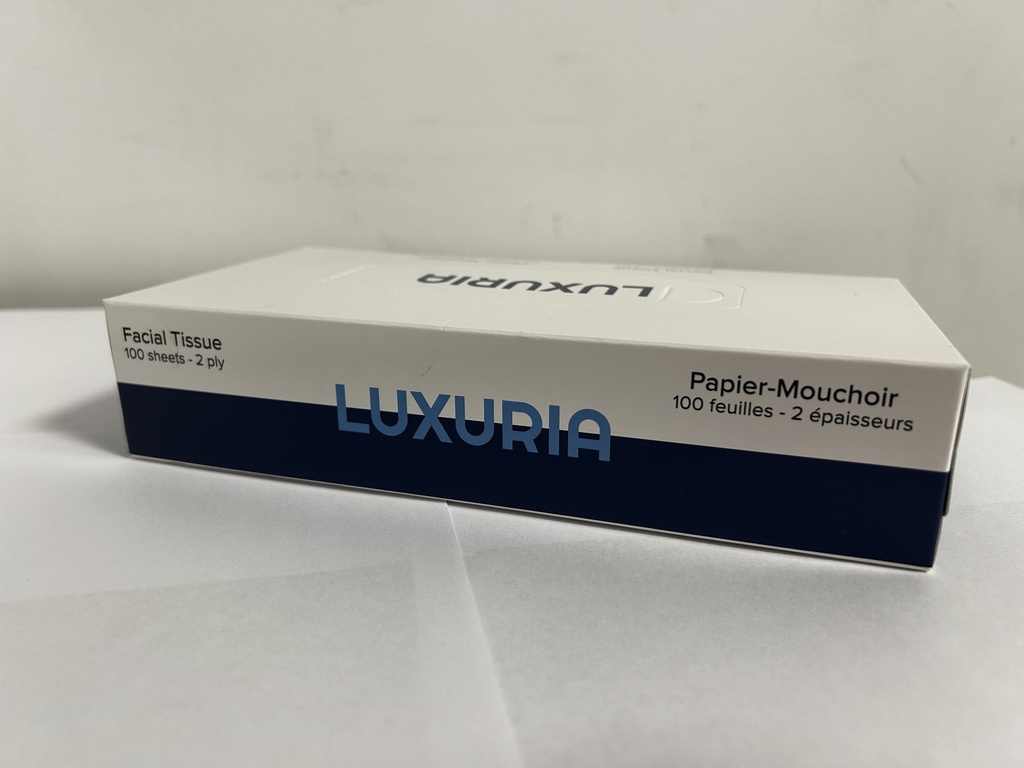 LUXURIA
Facial Tissue
100 sheets - 2 ply
LUXURIA
Papier-Mouchoir
100 feuilles - 2 épaisseurs